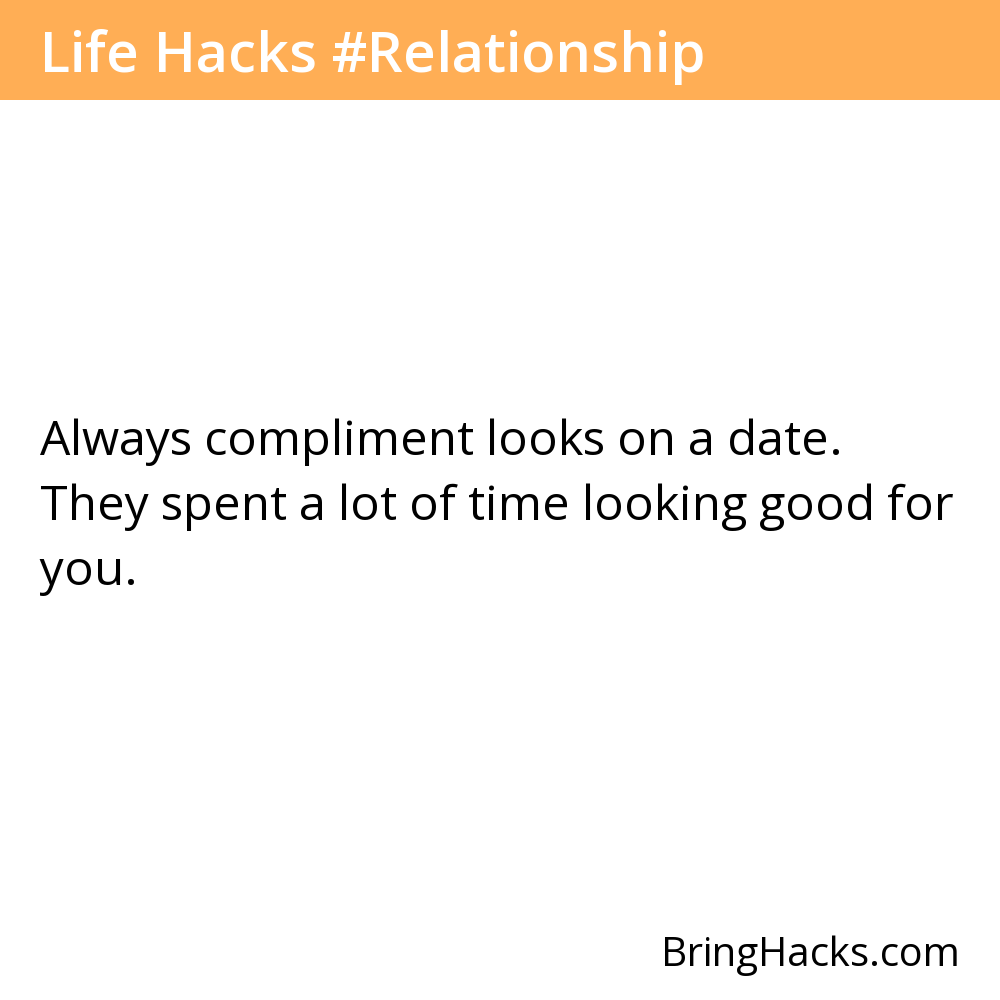 Life Hacks #Relationship
Always compliment looks on a date.
They spent a lot of time looking good for
you.
BringHacks.com